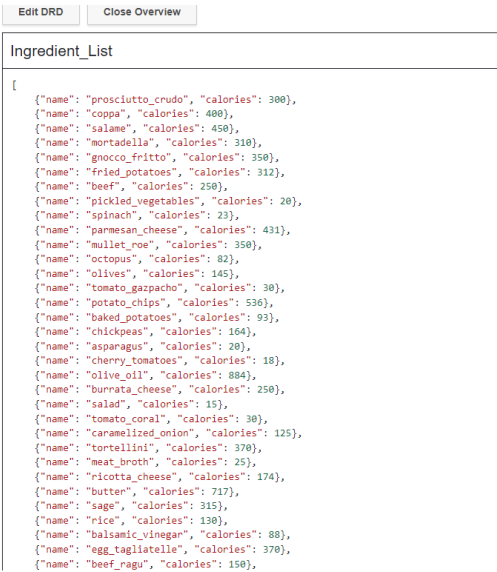 Edit DRD Close Overview
Ingredient_List
[
{"name": "prosciutto_crudo", "calories": 300},
{"name": "coppa", "calories": 400},
{"name": "salame", "calories": 450},
{"name": "mortadella", "calories": 310},
{"name": "gnocco_fritto", "calories": 350},
{"name": "fried_potatoes", "calories": 312},
{"name": "beef", "calories": 250},
{"name": "pickled_vegetables", "calories": 20},
{"name": "spinach", "calories": 23},
{"name": "parmesan_cheese", "calories": 431},
{"name": "mullet_roe", "calories": 350},
{"name": "octopus", "calories": 82},
{"name": "olives", "calories": 145},
{"name": "tomato_gazpacho", "calories": 30},
{"name": "potato_chips", "calories": 536},
{"name": "baked_potatoes", "calories": 93},
{"name": "chickpeas", "calories": 164},
{"name": "asparagus", "calories": 20},
{"name": "cherry_tomatoes", "calories": 18},
{"name": "olive_oil", "calories": 884},
{"name": "burrata_cheese", "calories": 250},
{"name": "salad", "calories": 15},
{"name": "tomato_coral", "calories": 30},
{"name": "caramelized_onion", "calories": 125},
{"name": "tortellini", "calories": 370},
{"name": "meat_broth", "calories": 25},
{"name": "ricotta_cheese", "calories": 174},
{"name": "butter", "calories": 717},
{"name": "sage", "calories": 315},
{"name": "rice", "calories": 130},
{"name": "balsamic_vinegar", "calories": 88},
{"name": "egg_tagliatelle", "calories": 370},
{"name": "beef_ragu", "calories": 150},